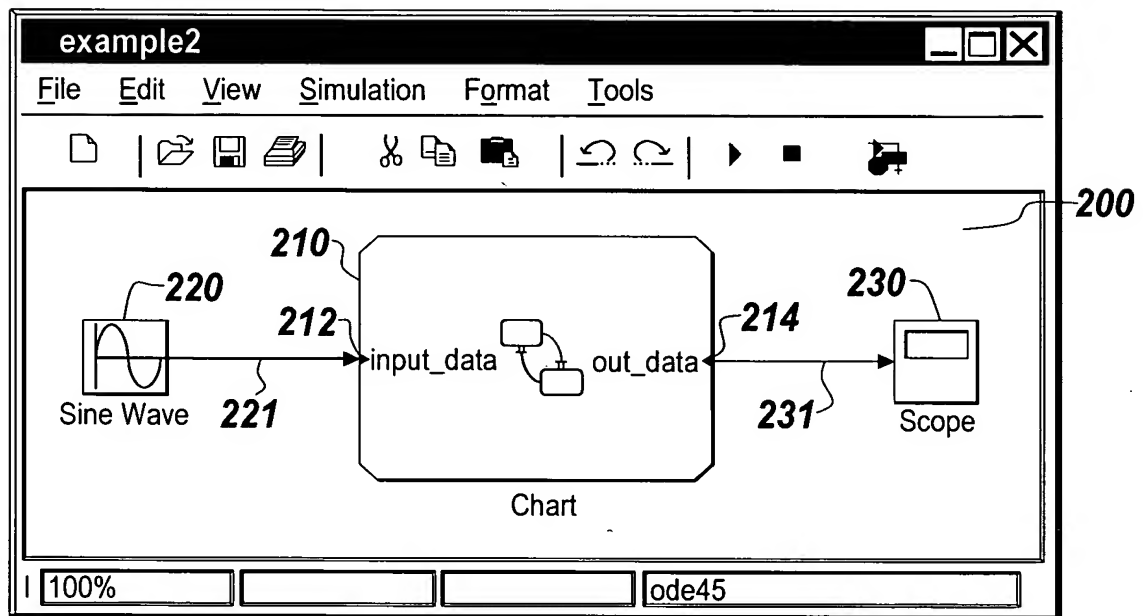 example2
File Edit View Simulation Format Tools
200
210
220
230
212
214
input_data
out_data
Sine Wave
221
231
Scope
Chart
100%
ode45